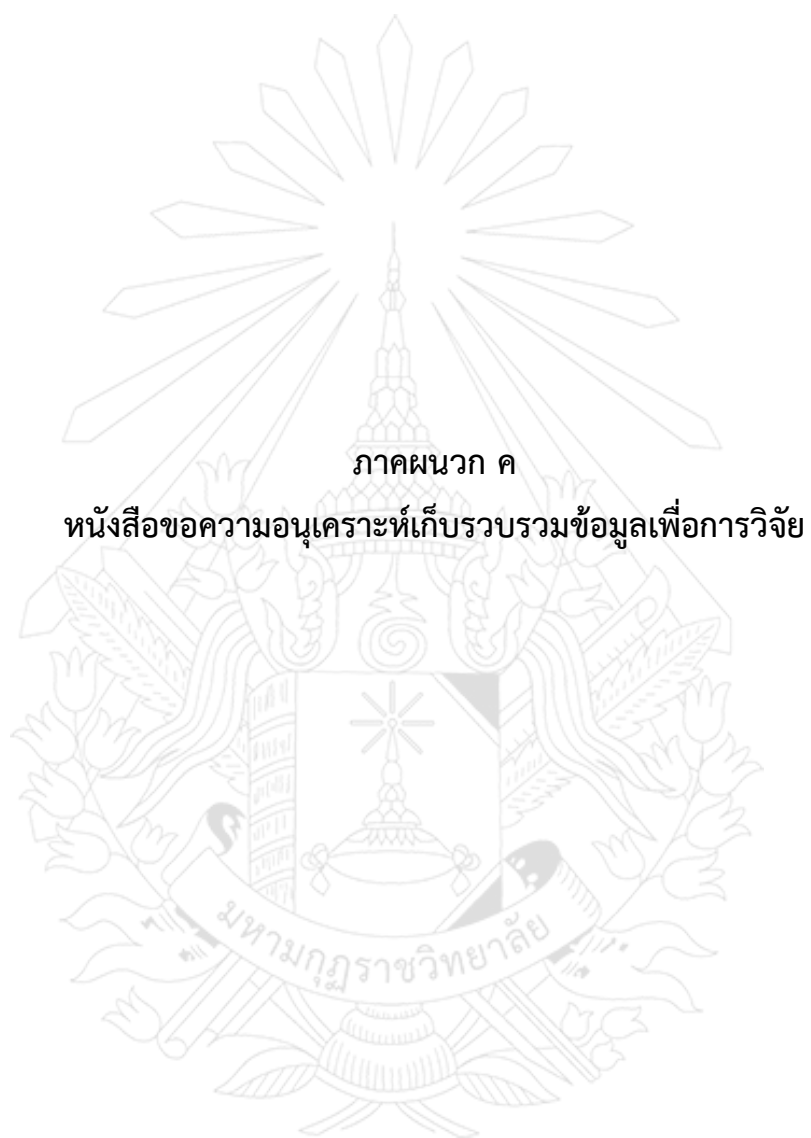 ภาคผนวก ค
หนังสือขอความอนุเคราะห์เก็บรวบรวมข้อมูลเพื่อการวิจัย
มหามกุฏราชวิทยาลัย